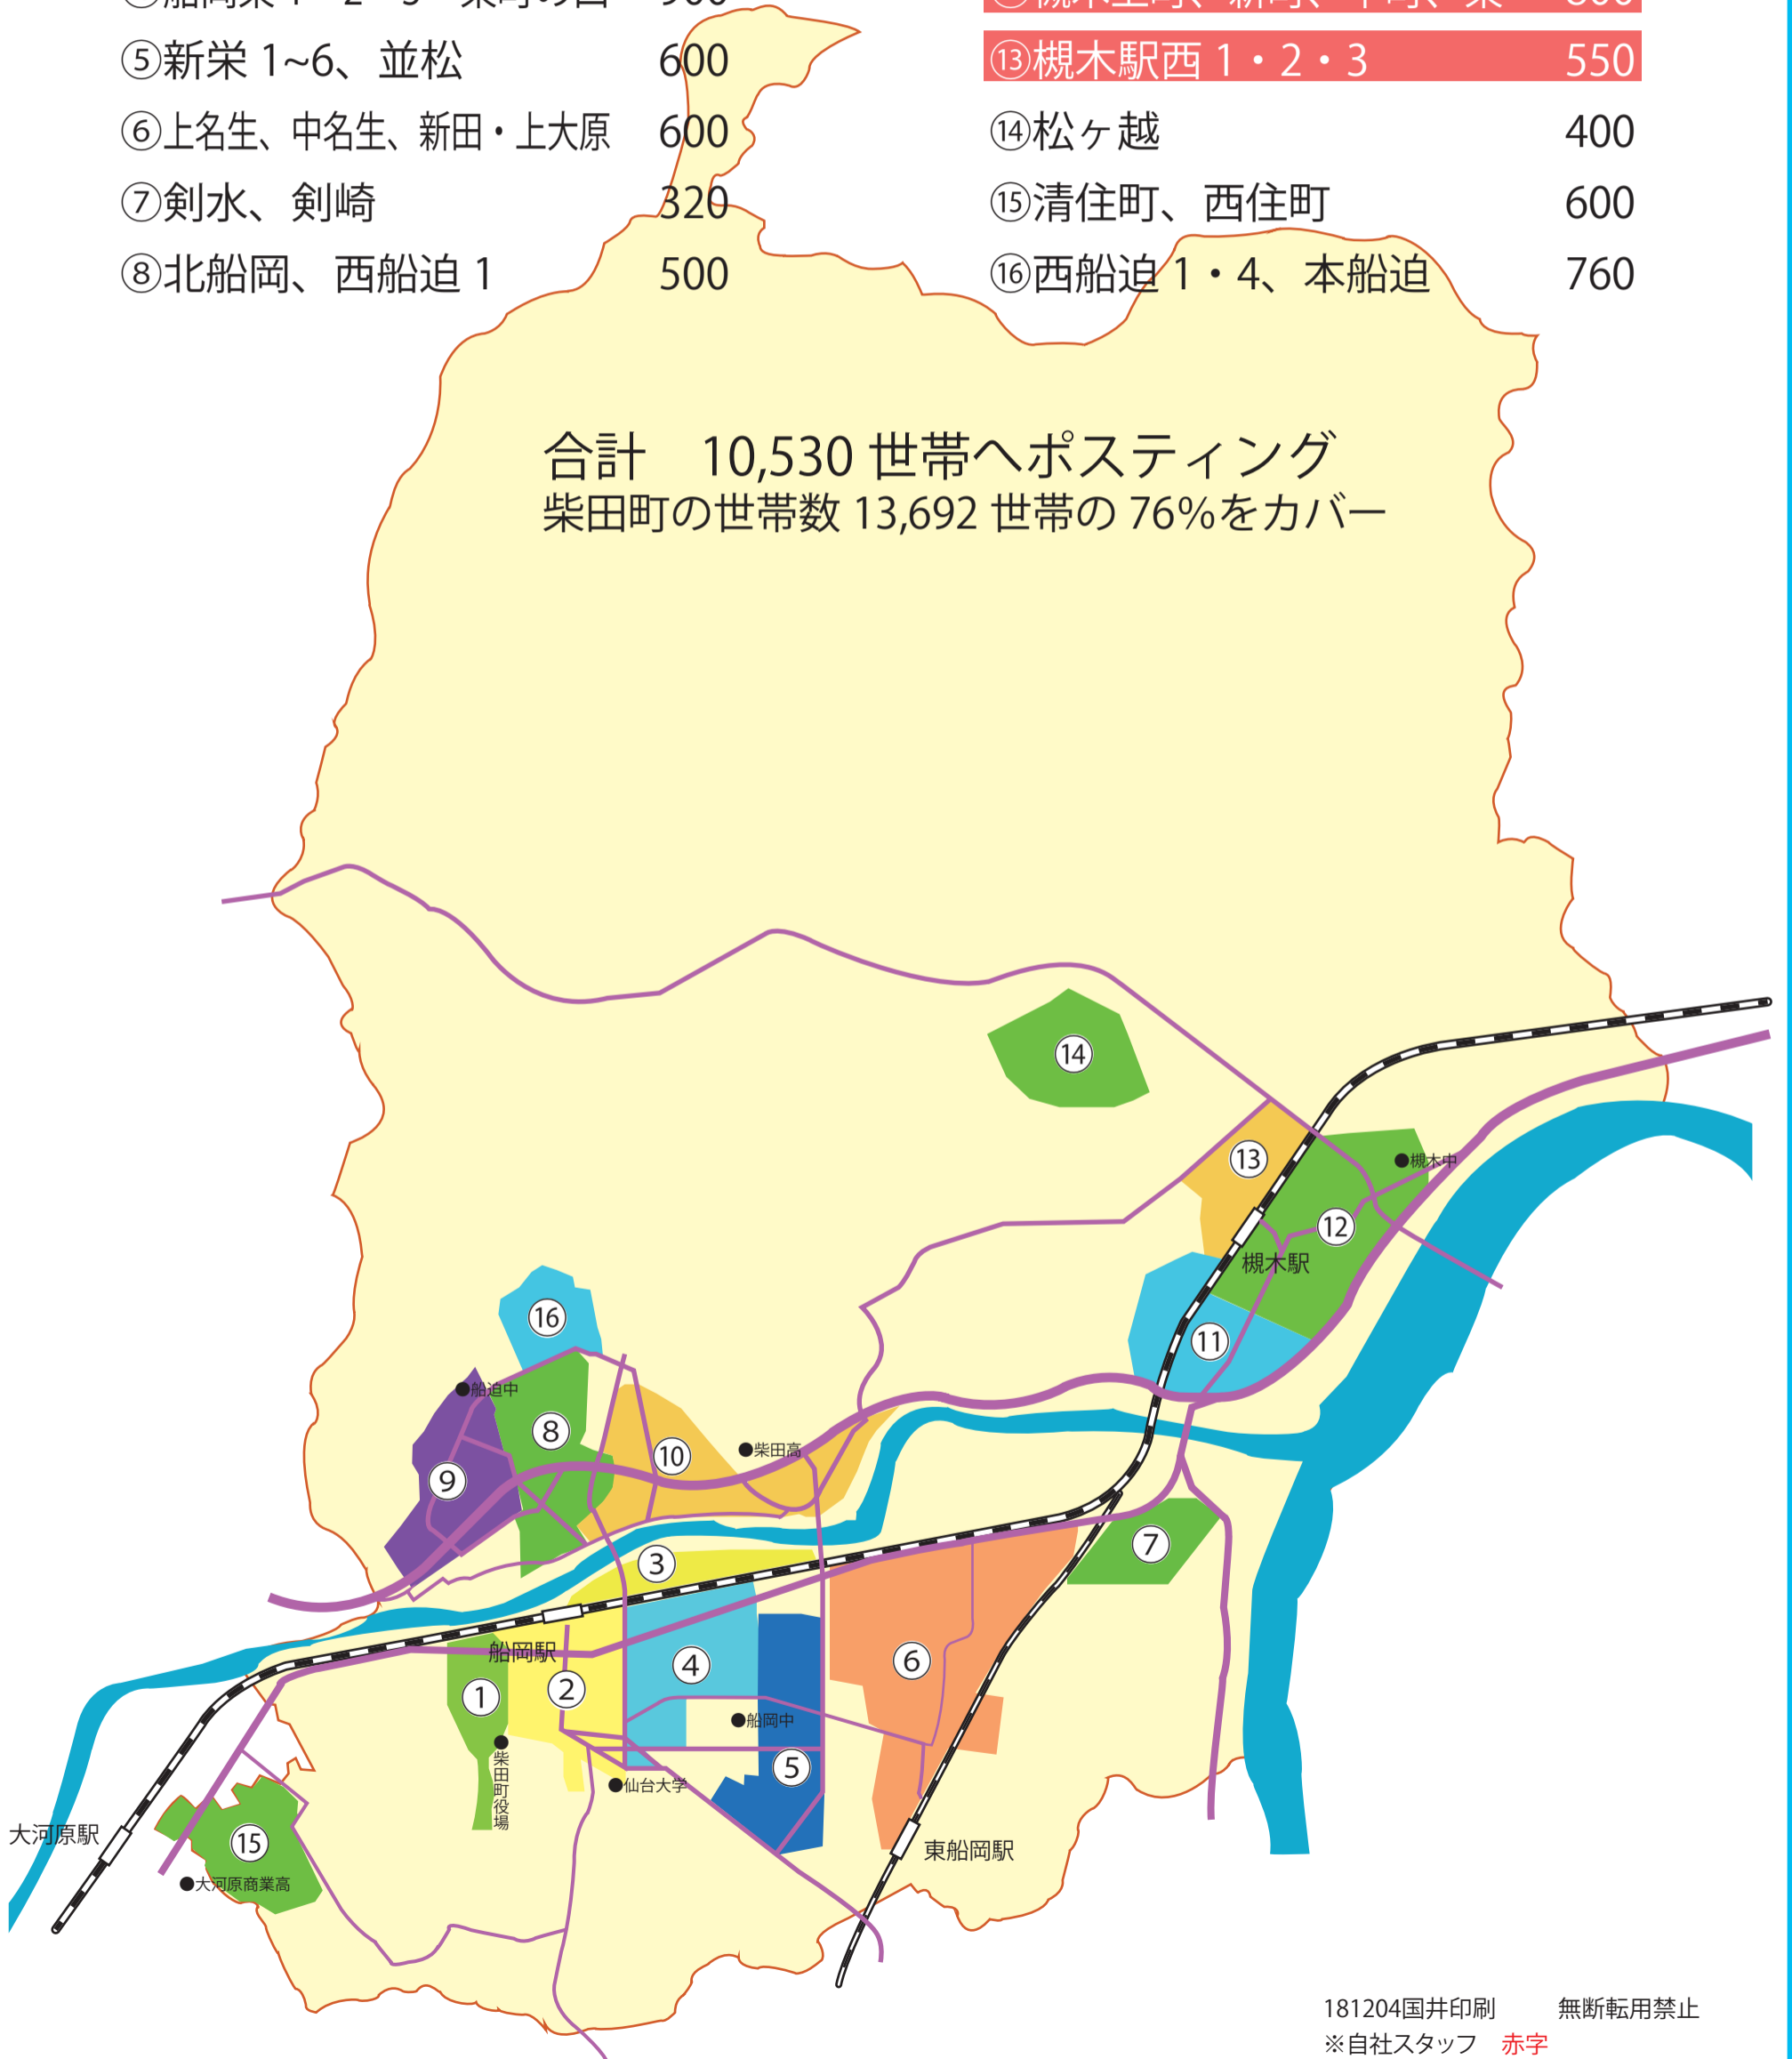 ⑤新栄 1~6、並松 600
⑥上名生、中名生、新田・上大原 600
⑦剣水、剣崎 320
⑧北船岡、西船迫 1 500
⑬槻木駅西 1・2・3 550
⑭松ヶ越 400
⑮清住町、西住町 600
⑯西船迫 1・4、本船迫 760
合計　10,530 世帯へポスティング
柴田町の世帯数 13,692 世帯の 76%をカバー
⑭
⑬
槻木中
⑫
槻木駅
⑯
⑪
船迫中
⑧
⑩
柴田高
⑨
⑦
③
船岡駅
④
⑥
①
②
船岡中
柴田町役場
⑤
仙台大学
大河原駅
⑮
東船岡駅
大河原商業高
181204国井印刷　無断転用禁止
※自社スタッフ　赤字